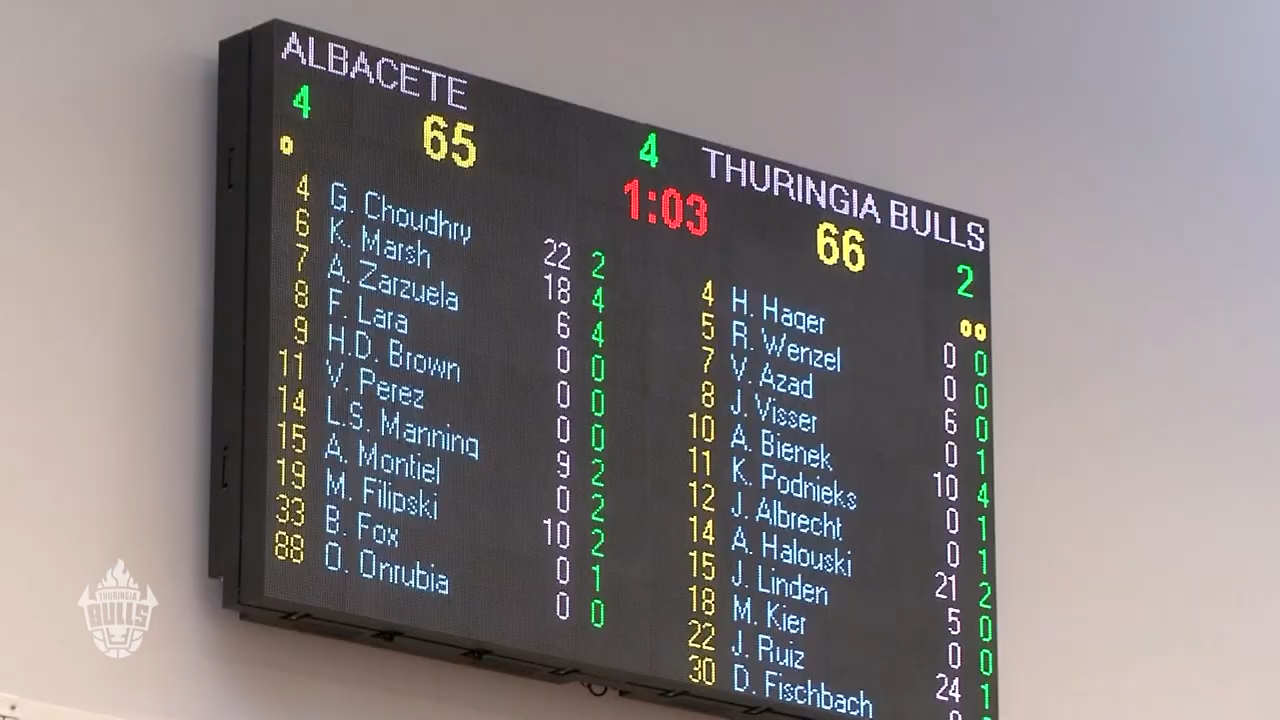 ALBACETE
4
65
4
1:03
THURINGIA BULLS
66
2
4 G. Choudhry 22 2
6 K. Marsh 18 4
7 A. Zarzuela 6 4
8 F. Lara 0 0
9 H.D. Brown 0 0
11 V. Perez 0 0
14 L.S. Manning 9 2
15 A. Montiel 0 2
19 M. Filipski 10 2
33 B. Fox 0 1
88 O. Onrubia 0 0
4 H. Hager 0 0
5 R. Wenzel 0 0
7 V. Azad 6 0
8 J. Visser 0 1
10 A. Bienek 10 4
11 K. Podnieks 0 1
12 J. Albrecht 0 1
14 A. Halouski 21 2
15 J. Linden 5 0
18 M. Kier 0 0
22 J. Ruiz 24 1
30 D. Fischbach
THURINGIA
BULLS